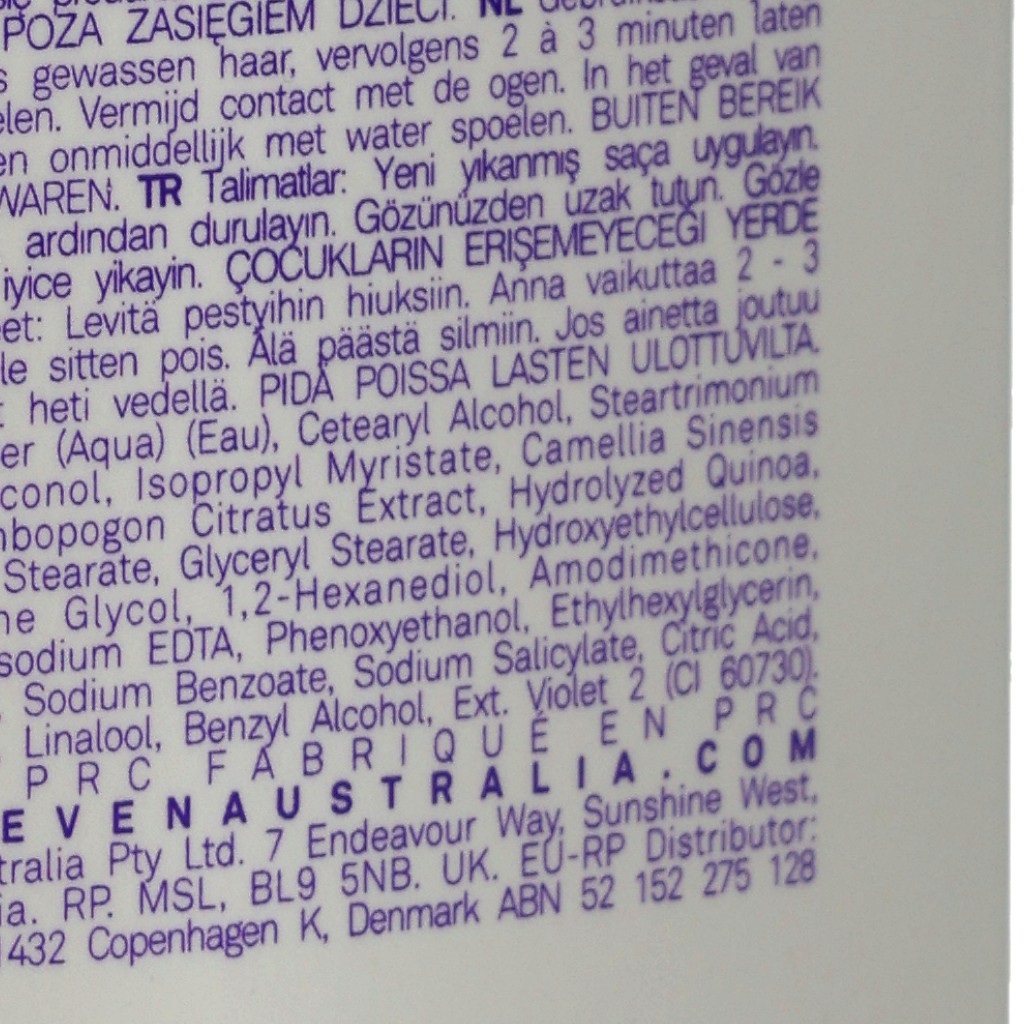 POZA ZASIĘGIEM DZIECI. NL
gewassen haar, vervolgens 2 à 3 minuten laten
elen. Vermijd contact met de ogen. In het geval van
en onmiddellijk met water spoelen. BUITEN BEREIK
WAREN. TR Talimatlar: Yeni yıkanmış saça uygulayın.
ardından durulayın. Gözünüzden uzak tutun. Gözle
iyice yikayin. ÇOCUKLARIN ERIŞEMEYECEĞI YERDE
eet: Levitä pestyihin hiuksiin. Anna vaikuttaa 2 - 3
le sitten pois. Älä päästä silmiin. Jos ainetta joutuu
heti vedellä. PIDÄ POISSA LASTEN ULOTTUVILTA.
er (Aqua) (Eau), Cetearyl Alcohol, Steartrimonium
conol, Isopropyl Myristate, Camellia Sinensis
nbopogon Citratus Extract, Hydrolyzed Quinoa,
Stearate, Glyceryl Stearate, Hydroxyethylcellulose,
ne Glycol, 1,2-Hexanediol, Amodimethicone,
sodium EDTA, Phenoxyethanol, Ethylhexylglycerin,
Sodium Benzoate, Sodium Salicylate, Citric Acid,
Linalool, Benzyl Alcohol, Ext. Violet 2 (CI 60730).
PRC FABRIQUÉ EN PRC
EVENAUSTRALIA.COM
tralia Pty Ltd. 7 Endeavour Way, Sunshine West,
ia. RP. MSL, BL9 5NB. UK. EU-RP Distributor:
1432 Copenhagen K, Denmark ABN 52 152 275 128